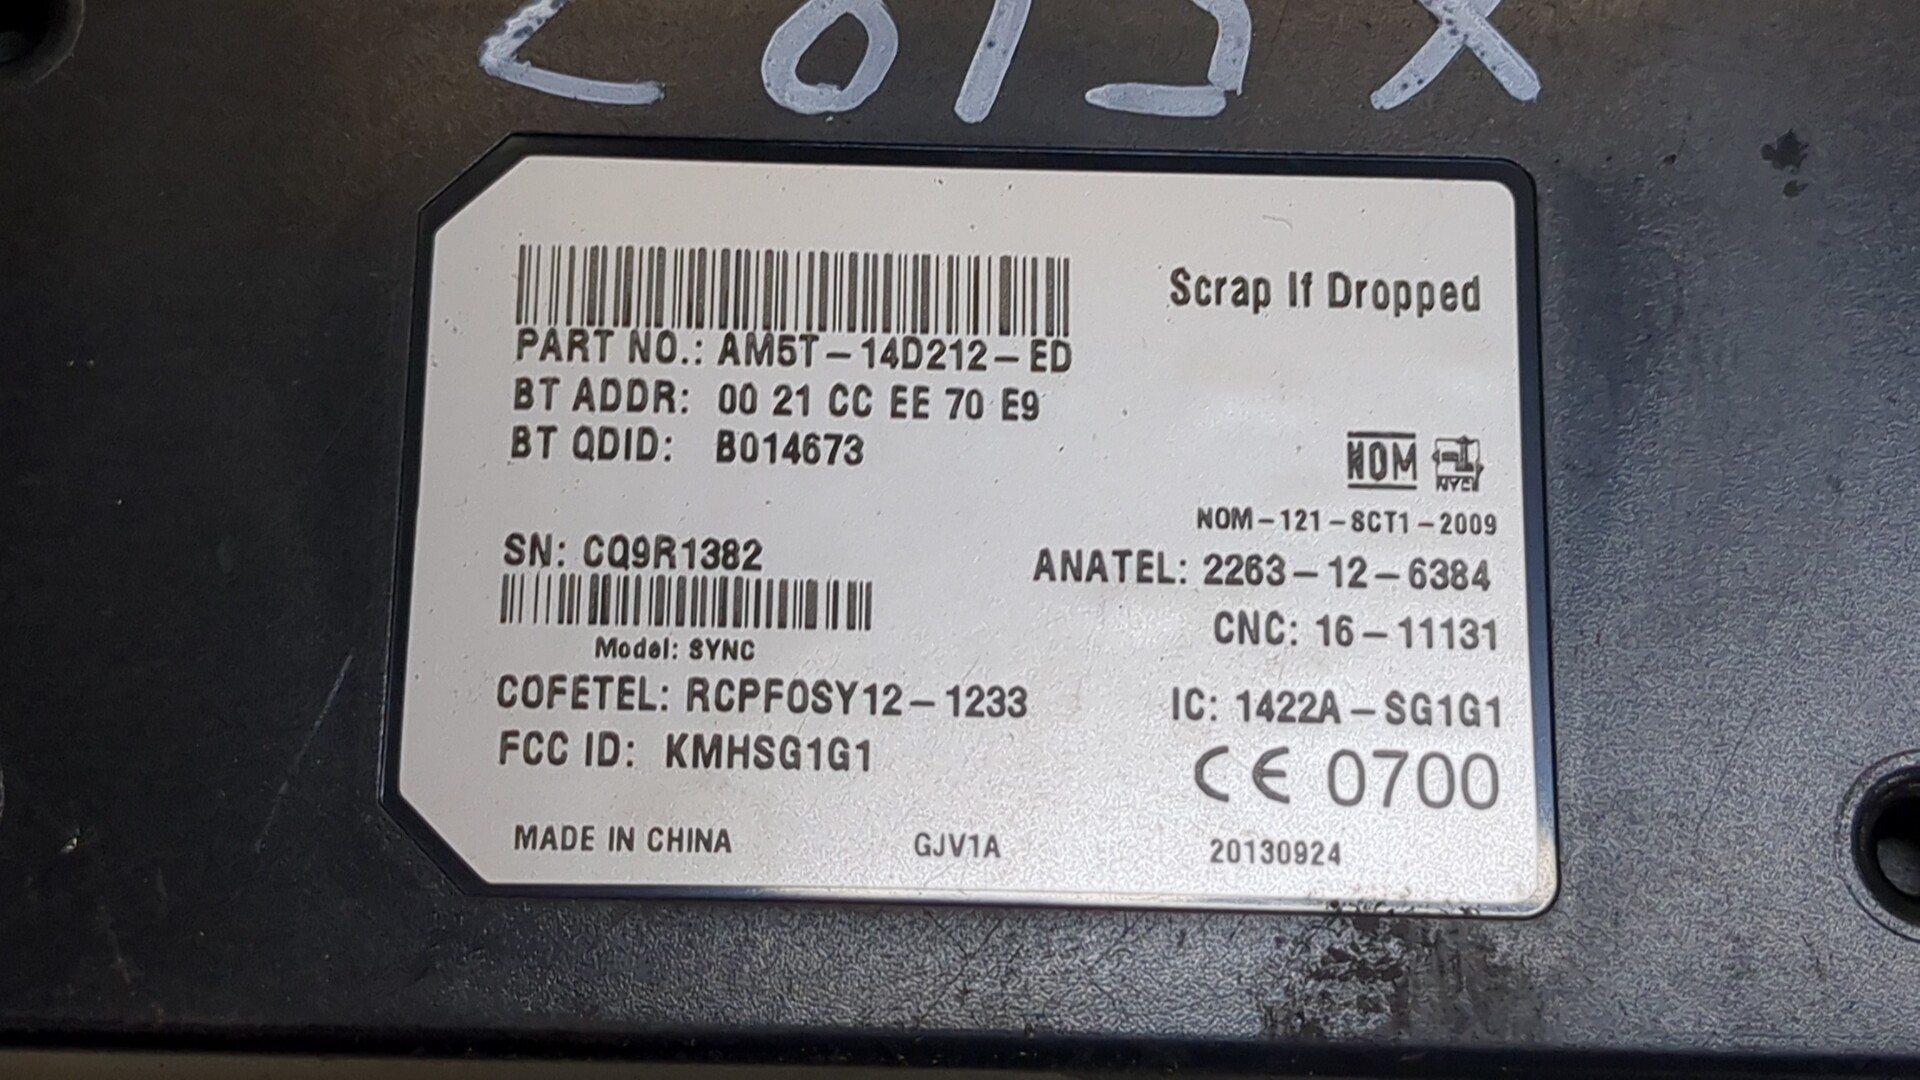 Scrap If Dropped
PART NO.: AM5T-14D212-ED
BT ADDR: 00 21 CC EE 70 E9
BT QDID: B014673
NOM NYCE
NOM-121-SCT1-2009
SN: CQ9R1382
ANATEL: 2263-12-6384
CNC: 16-11131
Model: SYNC
COFETEL: RCPFOSY12-1233
IC: 1422A-SG1G1
FCC ID: KMHSG1G1
CE 0700
MADE IN CHINA GJV1A 20130924